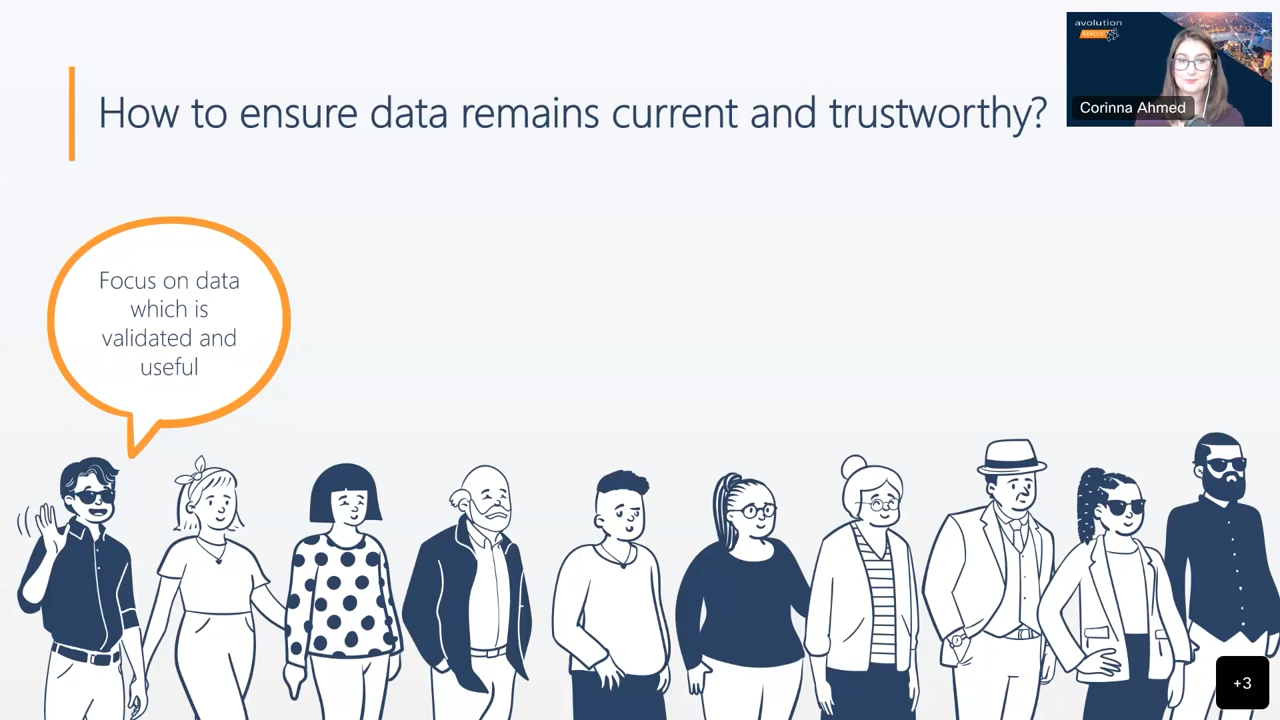 How to ensure data remains current and trustworthy?
avolution
Corinna Ahmed
Focus on data
which is
validated and
useful
+3